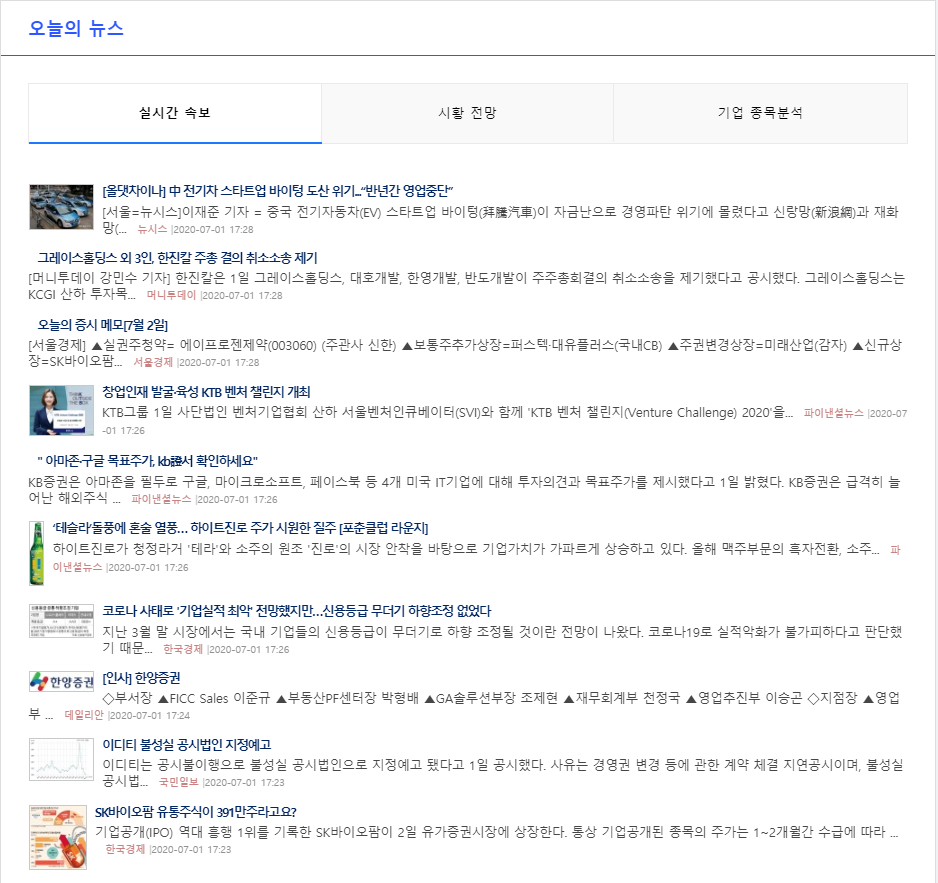 오늘의 뉴스
실시간 속보
시황 전망
기업 종목분석
[올댓차이나] 中 전기차 스타트업 바이텅 도산 위기..."반년간 영업중단"
[서울=뉴시스]이재준 기자 = 중국 전기자동차(EV) 스타트업 바이텅(拜騰汽車)이 자금난으로 경영파탄 위기에 몰렸다고 신랑망(新浪網)과 재화
망(... 뉴시스 |2020-07-01 17:28
그레이스홀딩스 외 3인, 한진칼 주총 결의 취소소송 제기
[머니투데이 강민수 기자] 한진칼은 1일 그레이스홀딩스, 대호개발, 한영개발, 반도개발이 주주총회결의 취소소송을 제기했다고 공시했다. 그레이스홀딩스는
KCGI 산하 투자목... 머니투데이 |2020-07-01 17:28
오늘의 증시 메모[7월 2일]
[서울경제] ▲실권주청약= 에이프로젠제약(003060) (주관사 신한) ▲보통주추가상장=퍼스텍·대유플러스(국내CB) ▲주권변경상장=미래산업(감자) ▲신규상
장=SK바이오팜... 서울경제 |2020-07-01 17:28
창업인재 발굴·육성 KTB 벤처 챌린지 개최
KTB그룹 1일 사단법인 벤처기업협회 산하 서울벤처인큐베이터(SVI)와 함께 'KTB 벤처 챌린지(Venture Challenge) 2020'을... 파이낸셜뉴스 |2020-07
-01 17:26
" 아마존·구글 목표주가, kb證서 확인하세요"
KB증권은 아마존을 필두로 구글, 마이크로소프트, 페이스북 등 4개 미국 IT기업에 대해 투자의견과 목표주가를 제시했다고 1일 밝혔다. KB증권은 급격히 늘
어난 해외주식 ... 파이낸셜뉴스 |2020-07-01 17:26
'테슬라'돌풍에 혼술 열풍… 하이트진로 주가 시원한 질주 [포춘클럽 라운지]
하이트진로가 청정라거 '테라'와 소주의 원조 '진로'의 시장 안착을 바탕으로 기업가치가 가파르게 상승하고 있다. 올해 맥주부문의 흑자전환, 소주... 파
이낸셜뉴스 |2020-07-01 17:26
코로나 사태로 '기업실적 최악' 전망했지만…신용등급 무더기 하향조정 없었다
지난 3월 말 시장에서는 국내 기업들의 신용등급이 무더기로 하향 조정될 것이란 전망이 나왔다. 코로나19로 실적악화가 불가피하다고 판단했
기 때문... 한국경제 |2020-07-01 17:26
한양증권
[인사] 한양증권
◇부서장 ▲FICC Sales 이준규 ▲부동산PF센터장 박형배 ▲GA솔루션부장 조제현 ▲재무회계부 천정국 ▲영업추진부 이승곤 ◇지점장 ▲영업
부 ... 데일리안 |2020-07-01 17:24
이디티 불성실 공시법인 지정예고
이디티는 공시불이행으로 불성실 공시법인으로 지정예고 됐다고 1일 공시했다. 사유는 경영권 변경 등에 관한 계약 체결 지연공시이며, 불성실
공시법... 국민일보 |2020-07-01 17:23
SK바이오팜 유통주식이 391만주라고요?
기업공개(IPO) 역대 흥행 1위를 기록한 SK바이오팜이 2일 유가증권시장에 상장한다. 통상 기업공개된 종목의 주가는 1~2개월간 수급에 따라 ...
한국경제 |2020-07-01 17:23